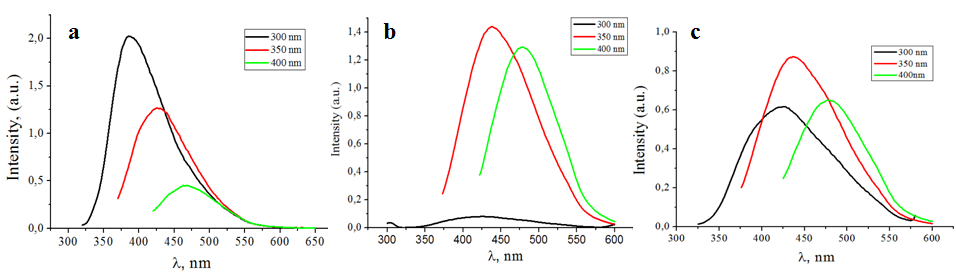 a
300 nm
350 nm
400 nm
Intensity, (a.u.)
2,0
1,5
1,0
0,5
0,0
300 350 400 450 500 550 600 650
λ, nm
b
300 nm
350 nm
400 nm
Intensity (a.u.)
1,4
1,2
1,0
0,8
0,6
0,4
0,2
0,0
300 350 400 450 500 550 600
λ, nm
c
300 nm
350 nm
400nm
Intensity (a.u.)
1,0
0,8
0,6
0,4
0,2
0,0
300 350 400 450 500 550 600
λ, nm